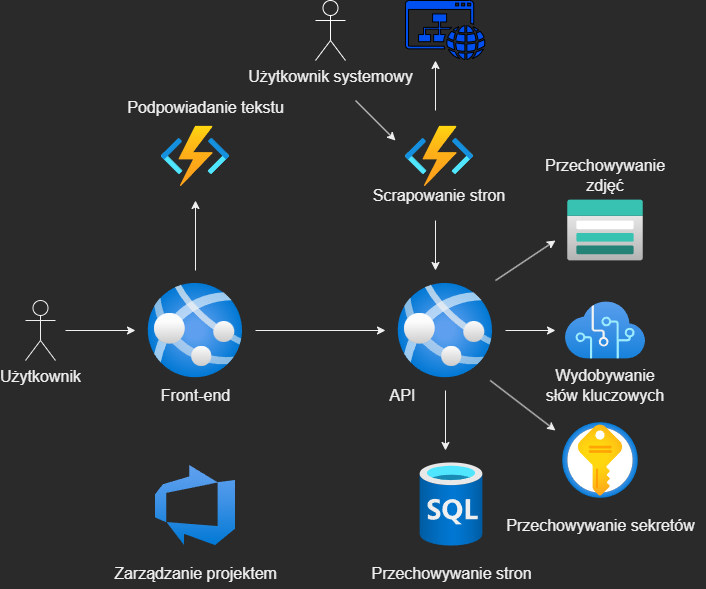 Użytkownik systemowy
Podpowiadanie tekstu
Scrapowanie stron
Przechowywanie
zdjęć
Użytkownik
Front-end
API
Wydobywanie
słów kluczowych
SQL
Przechowywanie sekretów
Zarządzanie projektem
Przechowywanie stron